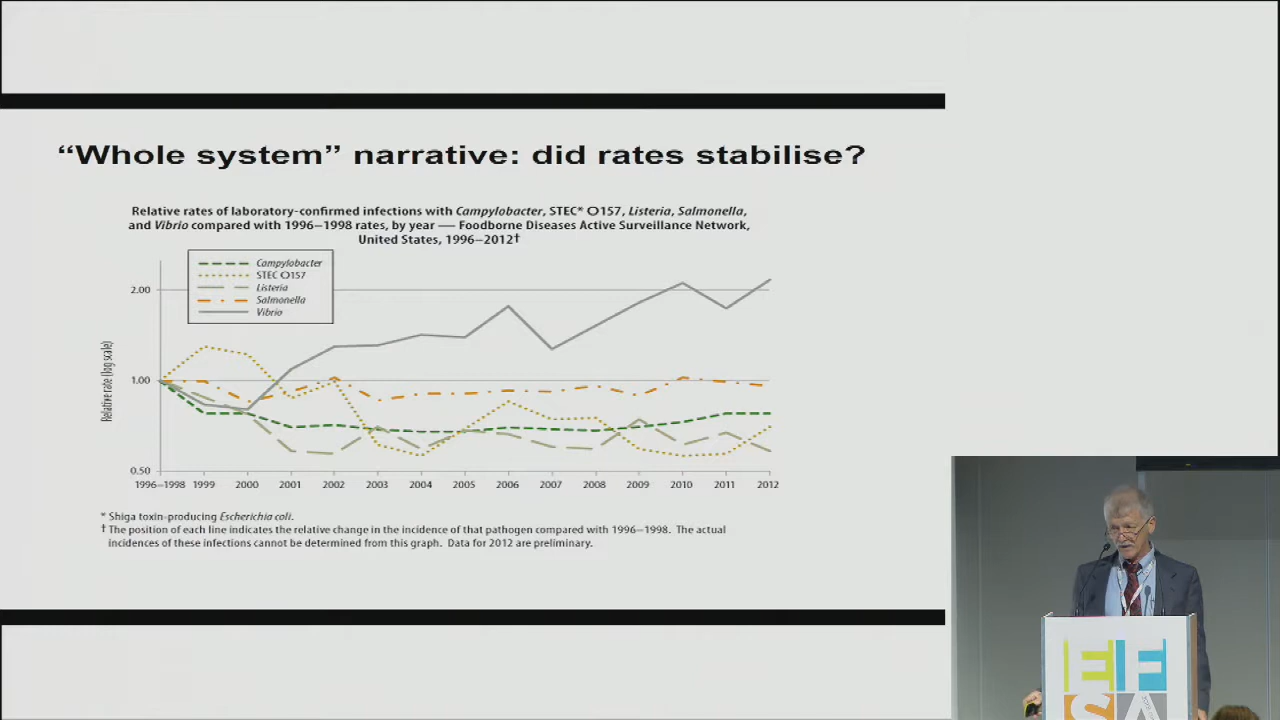 “Whole system” narrative: did rates stabilise?
Relative rates of laboratory-confirmed infections with Campylobacter, STEC* O157, Listeria, Salmonella,
and Vibrio compared with 1996–1998 rates, by year — Foodborne Diseases Active Surveillance Network,
United States, 1996–2012†
Campylobacter
STEC O157
Listeria
Salmonella
Vibrio
Relative rate (log scale)
2.00
1.00
0.50
1996–1998 1999 2000 2001 2002 2003 2004 2005 2006 2007 2008 2009 2010 2011 2012
* Shiga toxin-producing Escherichia coli.
† The position of each line indicates the relative change in the incidence of that pathogen compared with 1996–1998. The actual
incidences of these infections cannot be determined from this graph. Data for 2012 are preliminary.
EF
SA